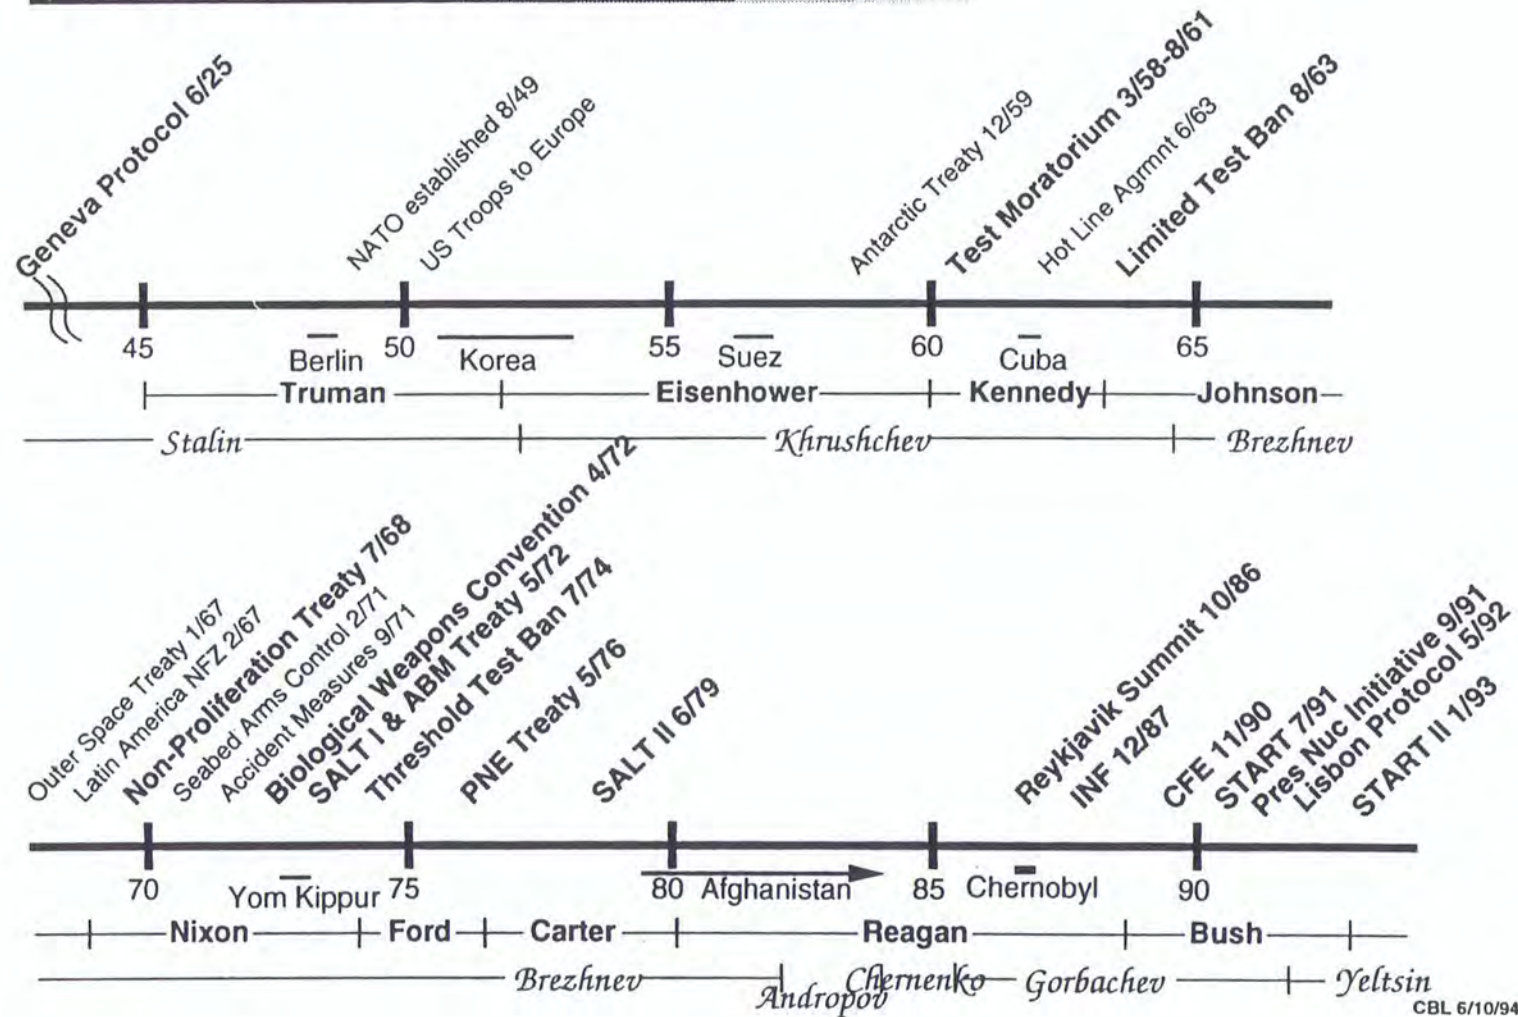 Geneva Protocol 6/25
NATO established 8/49
US Troops to Europe
Antarctic Treaty 12/59
Test Moratorium 3/58-8/61
Hot Line Agrmnt 6/63
Limited Test Ban 8/63
45 50 55 60 65
Berlin Korea Suez Cuba
Truman Eisenhower Kennedy Johnson
Stalin Khrushchev Brezhnev
Outer Space Treaty 1/67
Latin America NFZ 2/67
Non-Proliferation Treaty 7/68
Seabed Arms Control 2/71
Accident Measures 9/71
Biological Weapons Convention 4/72
SALT I & ABM Treaty 5/72
Threshold Test Ban 7/74
PNE Treaty 5/76
SALT II 6/79
Reykjavik Summit 10/86
INF 12/87
CFE 11/90
START 7/91
Pres Nuc Initiative 9/91
Lisbon Protocol 5/92
START II 1/93
70 75 80 85 90
Yom Kippur Afghanistan Chernobyl
Nixon Ford Carter Reagan Bush
Brezhnev Andropov Chernenko Gorbachev Yeltsin
CBL 6/10/94